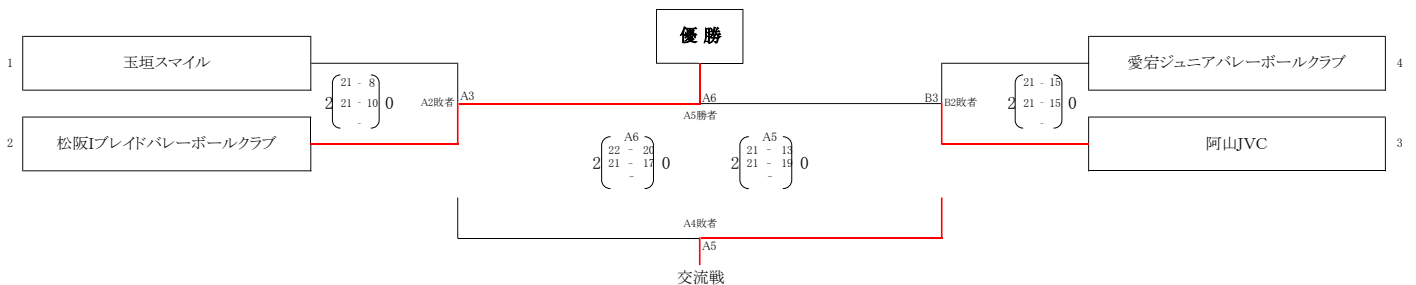 優 勝
1
玉垣スマイル
愛宕ジュニアバレーボールクラブ
4
21 - 8
2 21 - 10 0
-
A2敗者
A3
A6
A5勝者
B3
B2敗者
21 - 15
2 21 - 15 0
-
2
松阪Iブレイドバレーボールクラブ
阿山JVC
3
A6
22 - 20
2 21 - 17 0
-
A5
21 - 13
2 21 - 19 0
-
A4敗者
A5
交流戦